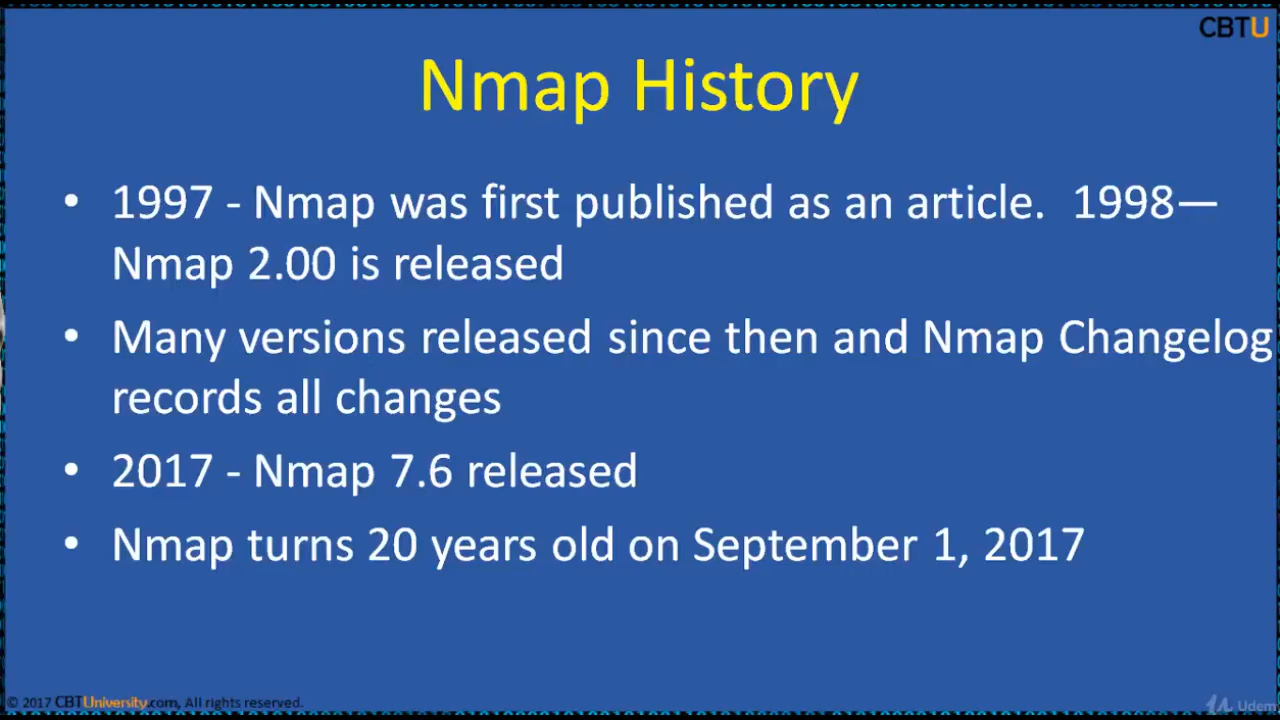 CBTU
Nmap History
• 1997 - Nmap was first published as an article. 1998—
Nmap 2.00 is released
• Many versions released since then and Nmap Changelog
records all changes
• 2017 - Nmap 7.6 released
• Nmap turns 20 years old on September 1, 2017
© 2017 CBTUniversity.com, All rights reserved.